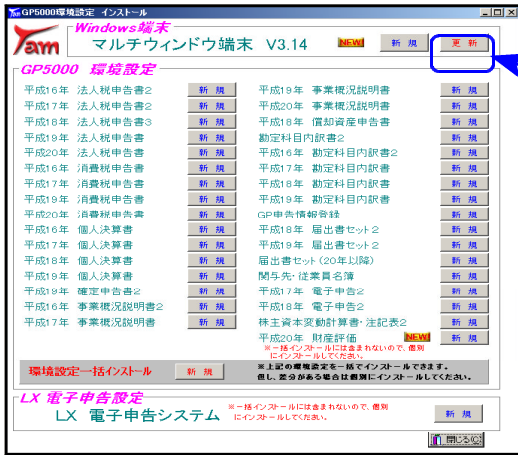 GP5000環境設定 インストール
Tam
Windows端末
マルチウィンドウ端末 V3.14 NEW! 新規 更新
GP5000 環境設定
平成16年 法人税申告書2 新規
平成17年 法人税申告書 新規
平成18年 法人税申告書3 新規
平成19年 法人税申告書 新規
平成20年 法人税申告書 新規
平成16年 消費税申告書 新規
平成17年 消費税申告書 新規
平成19年 消費税申告書 新規
平成20年 消費税申告書 新規
平成16年 個人決算書 新規
平成17年 個人決算書 新規
平成18年 個人決算書 新規
平成19年 個人決算書 新規
平成19年 確定申告書2 新規
平成16年 事業概況説明書2 新規
平成17年 事業概況説明書 新規
平成19年 事業概況説明書 新規
平成20年 事業概況説明書 新規
平成18年 償却資産申告書 新規
勘定科目内訳書2 新規
平成16年 勘定科目内訳書2 新規
平成17年 勘定科目内訳書 新規
平成18年 勘定科目内訳書 新規
平成19年 勘定科目内訳書 新規
GP申告情報登録 新規
平成18年 届出書セット2 新規
平成19年 届出書セット2 新規
届出書セット(20年以降) 新規
関与先・従業員名簿 新規
平成17年 電子申告2 新規
平成18年 電子申告2 新規
株主資本変動計算書・注記表2 新規
平成20年 財産評価 NEW! 新規
※一括インストールには含まれないので、個別
にインストールしてください。
環境設定一括インストール 新規
※上記の環境設定を一括でインストールできます。
但し、差分がある場合は個別にインストールしてください。
LX 電子申告設定
LX 電子申告システム
※一括インストールには含まれないので、個別
にインストールしてください。
新規
閉じる(C)